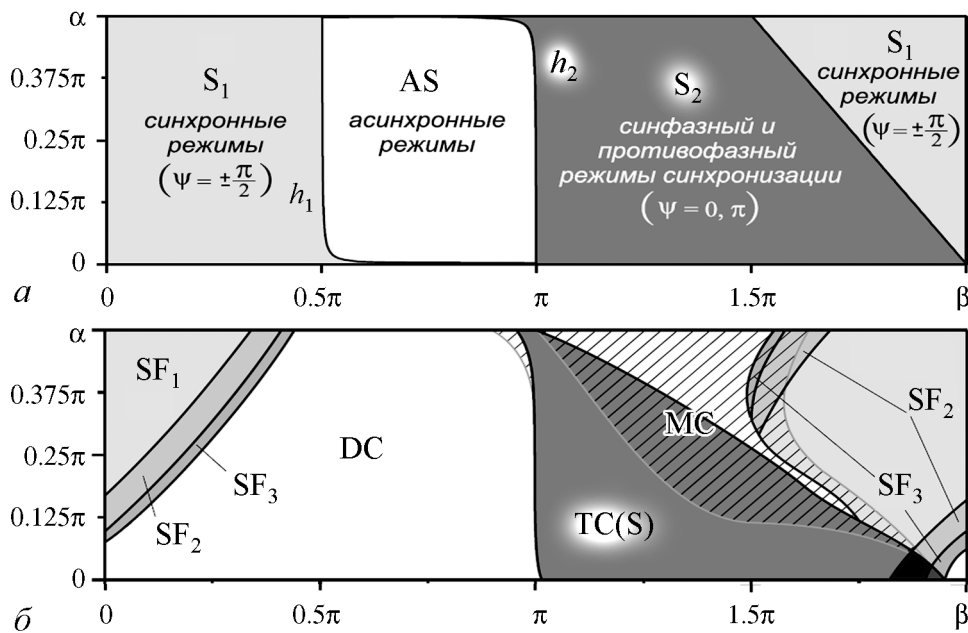 α
0.375π
0.25π
0.125π
0
S₁
синхронные
режимы
(ψ = ±π/2)
h₁
AS
асинхронные
режимы
h₂
S₂
синфазный и
противофазный
режимы синхронизации
(ψ = 0, π)
S₁
синхронные
режимы
(ψ = ±π/2)
а
0
0.5π
π
1.5π
β
α
0.375π
0.25π
0.125π
0
SF₁
SF₂
SF₃
DC
MC
TC(S)
SF₂
SF₃
б
0
0.5π
π
1.5π
β